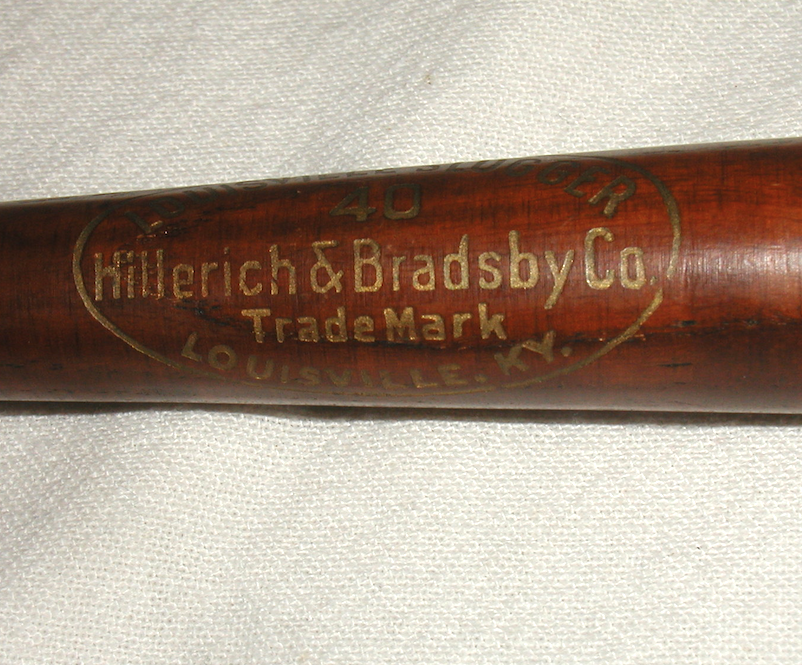 LOUISVILLE SLUGGER
40
Hillerich & Bradsby Co.
Trade Mark
LOUISVILLE. KY.